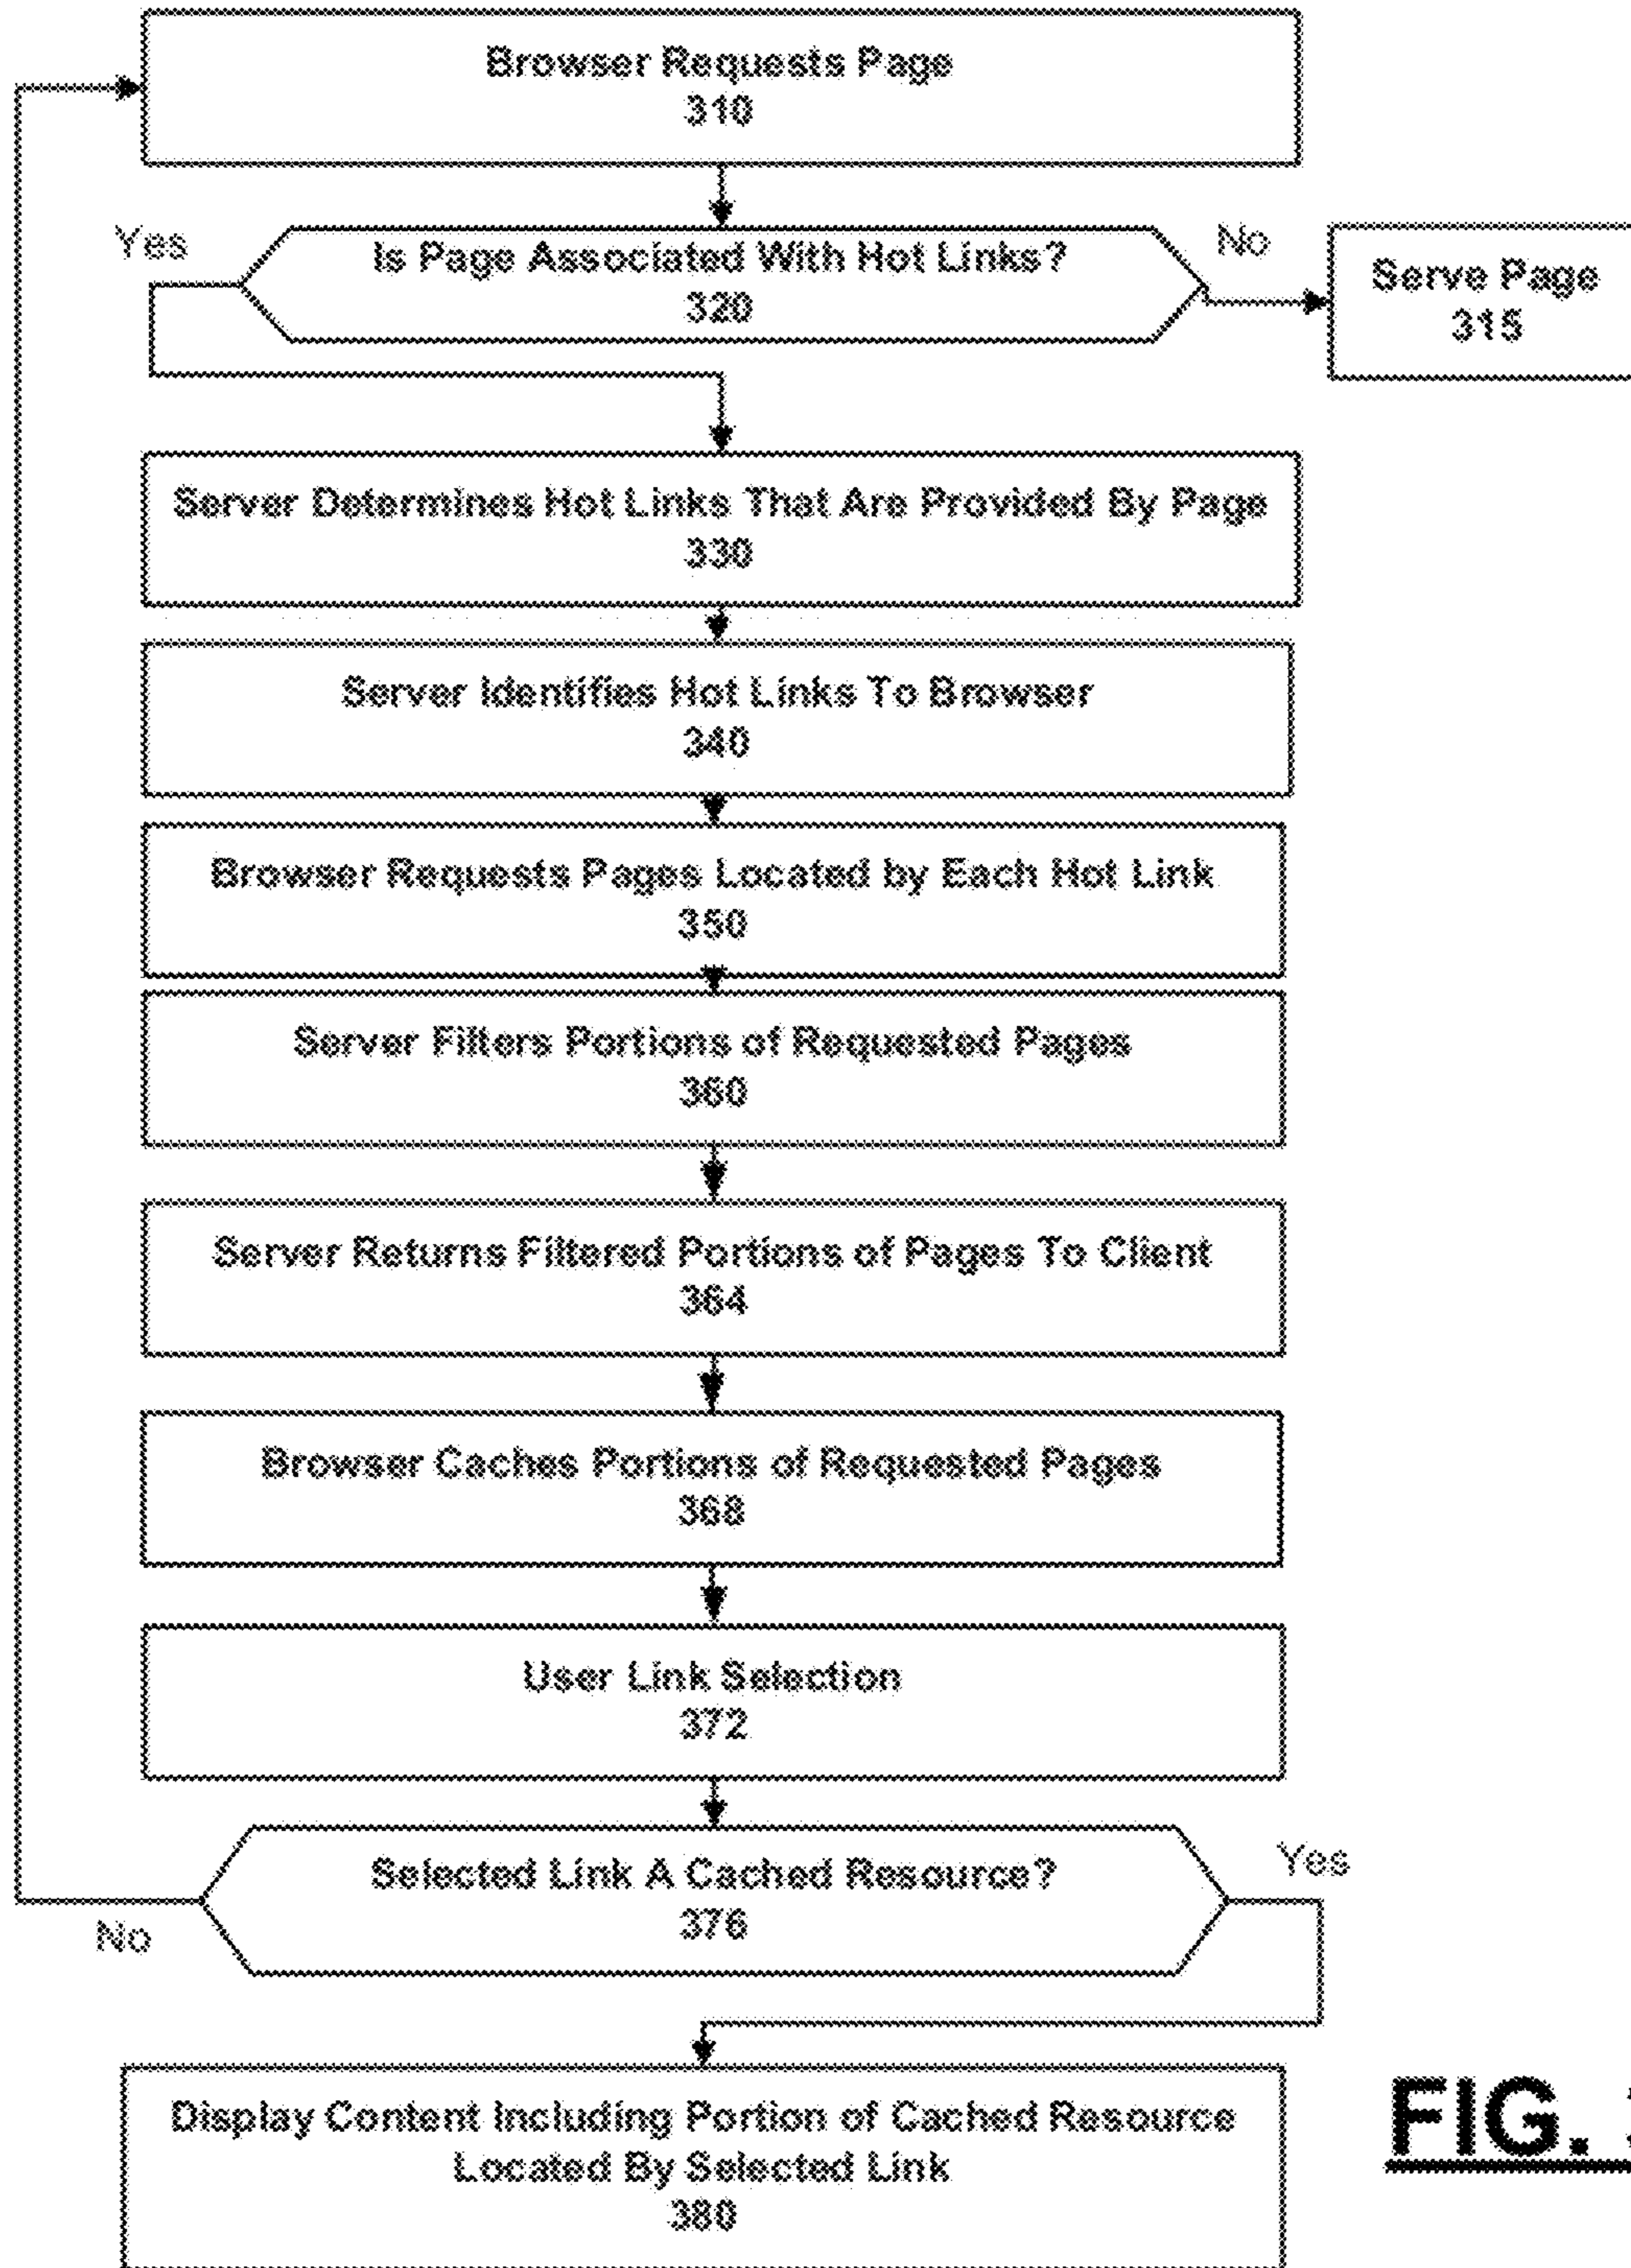 Browser Requests Page
310
Yes
Is Page Associated With Hot Links?
320
No
Serve Page
315
Server Determines Hot Links That Are Provided By Page
330
Server Identifies Hot Links To Browser
340
Browser Requests Pages Located by Each Hot Link
350
Server Filters Portions of Requested Pages
360
Server Returns Filtered Portions of Pages To Client
364
Browser Caches Portions of Requested Pages
368
User Link Selection
372
Selected Link A Cached Resource?
376
Yes
No
Display Content Including Portion of Cached Resource
Located By Selected Link
380
FIG.